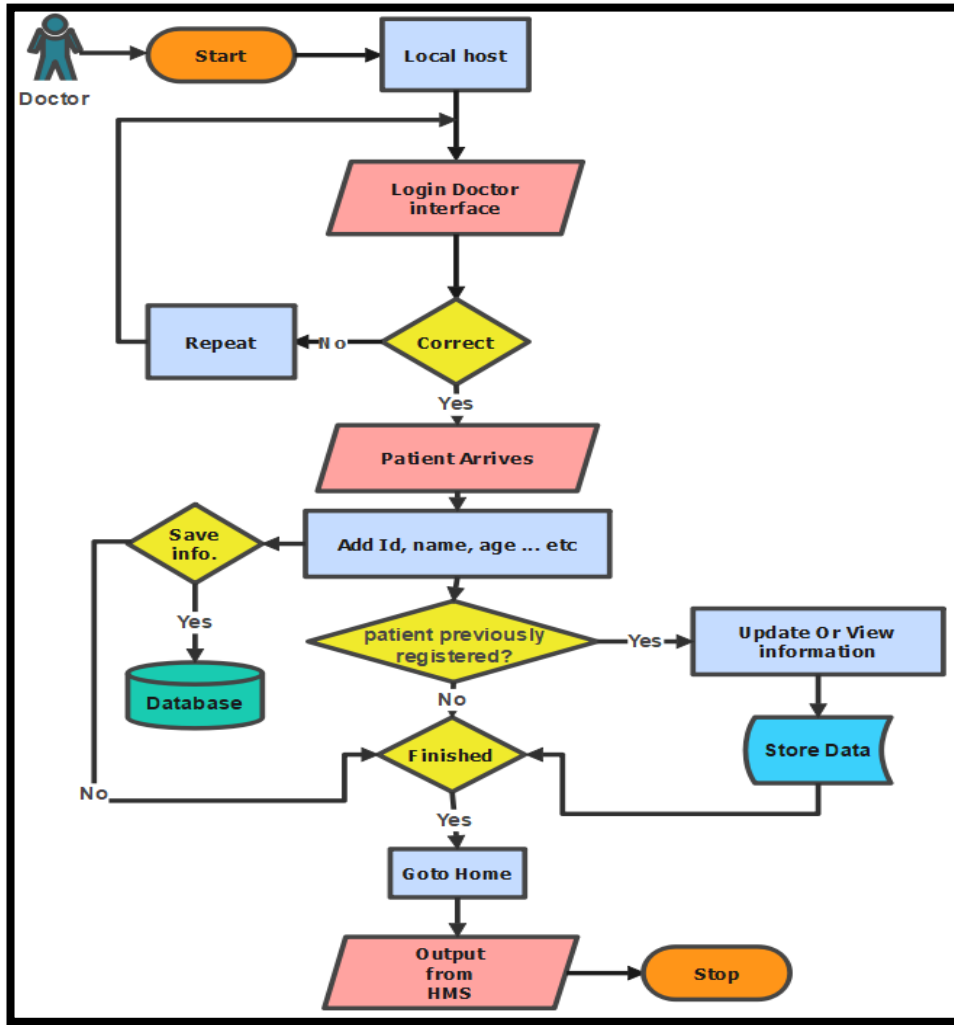 Doctor
Start
Local host
Login Doctor
interface
Correct
No
Repeat
Yes
Patient Arrives
Add Id, name, age ... etc
Save
info.
Yes
Database
No
patient previously
registered?
Yes
Update Or View
information
Store Data
No
Finished
Yes
Goto Home
Output
from
HMS
Stop